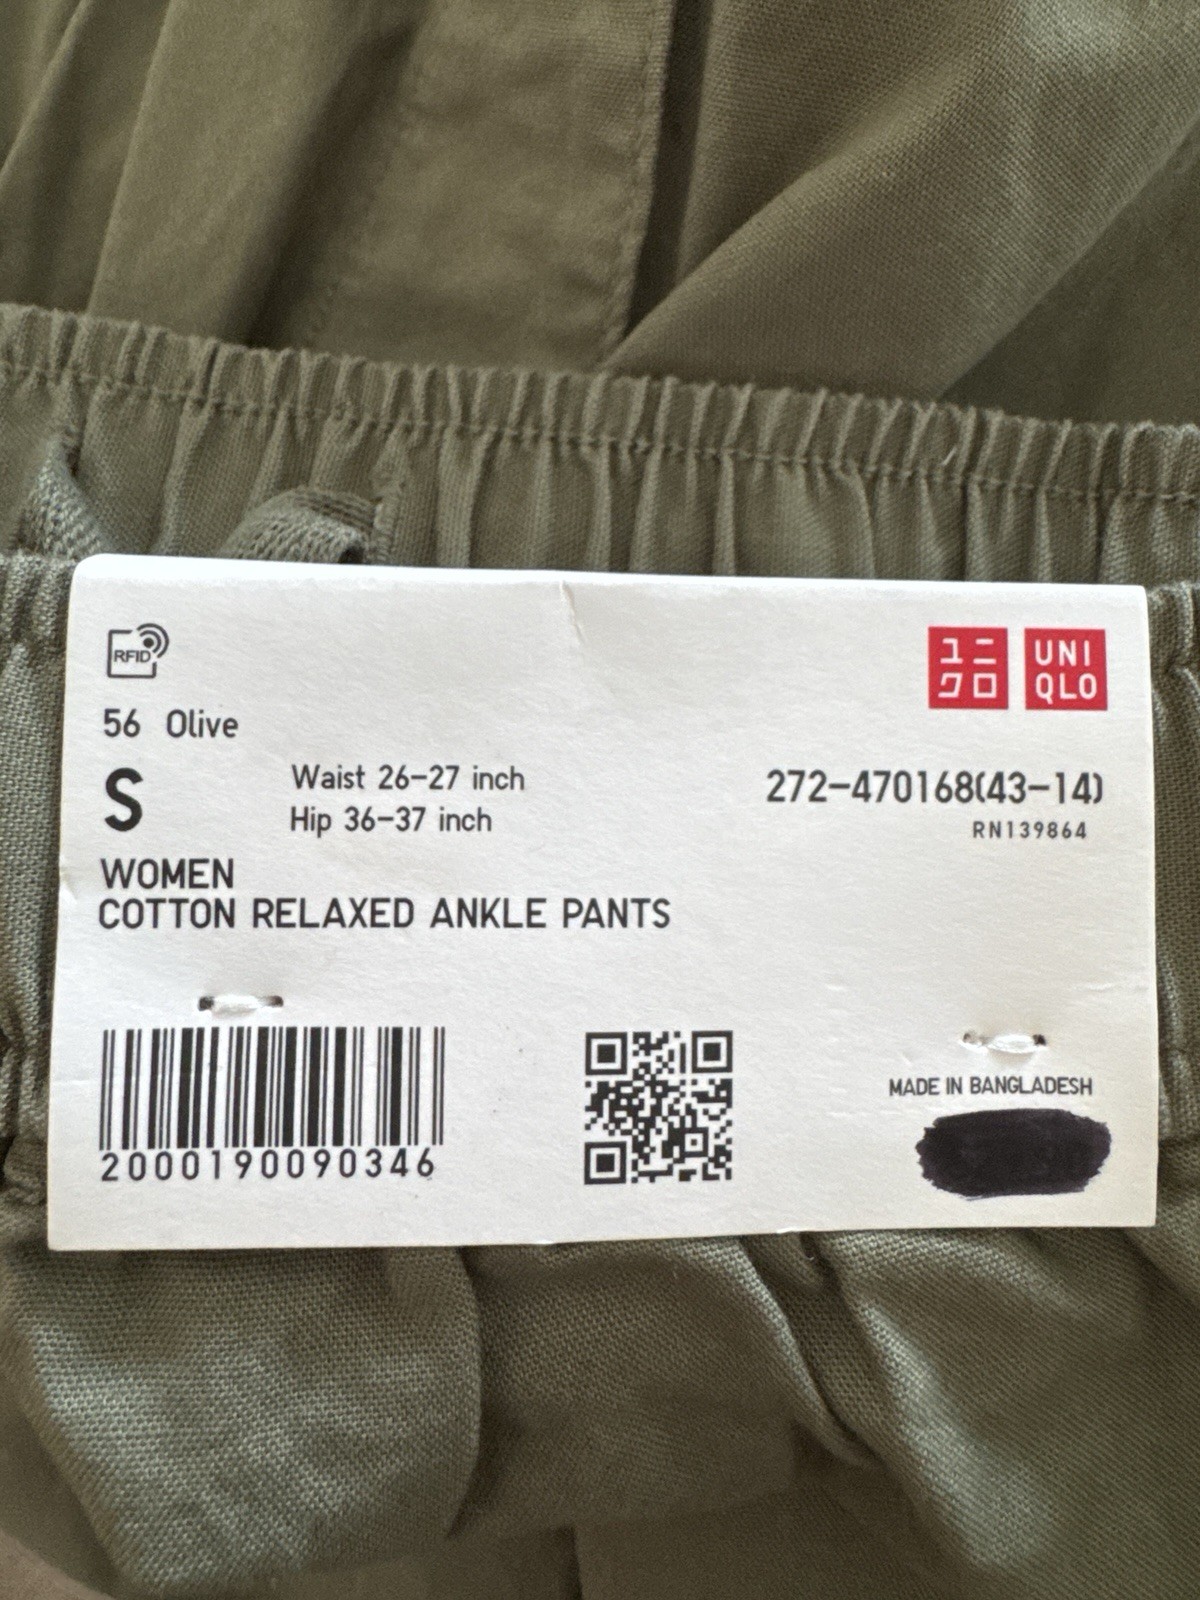 RFID
ユニ
クロ
UNI
QLO
56 Olive
S
Waist 26-27 inch
Hip 36-37 inch
272-470168(43-14)
RN139864
WOMEN
COTTON RELAXED ANKLE PANTS
2000190090346
MADE IN BANGLADESH